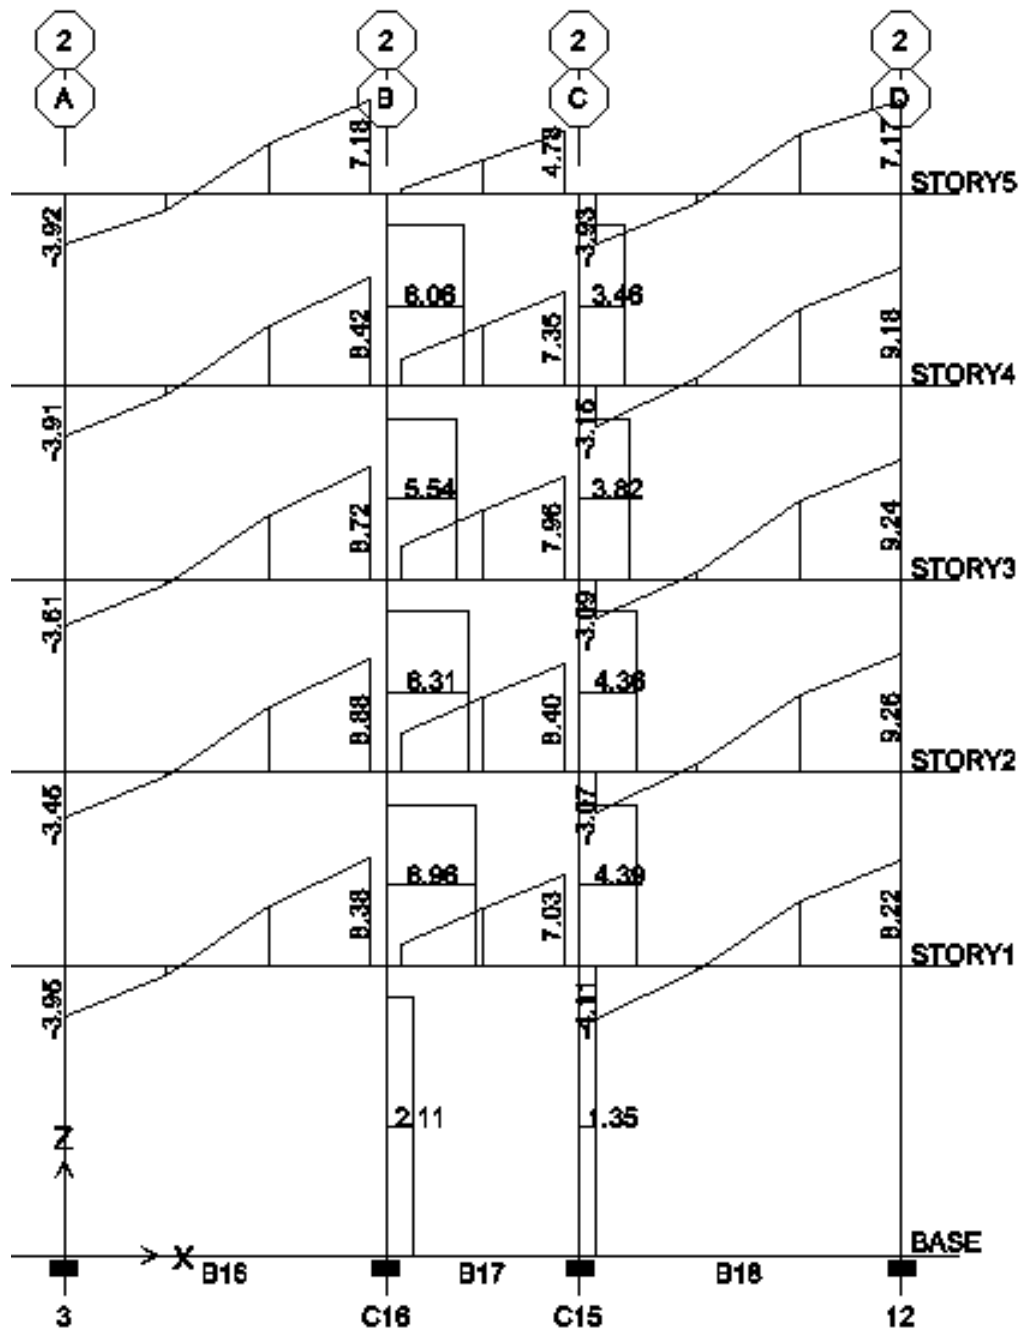 2 2 2 2
A B C D
7.18 4.78 7.17
STORY5
-3.92 -3.93
6.06 3.46
8.42 7.35 9.18
STORY4
-3.91 -3.15
5.54 3.82
8.72 7.96 9.24
STORY3
-3.61 -3.09
6.31 4.36
8.88 8.40 9.26
STORY2
-3.45 -3.07
6.96 4.39
8.38 7.03 8.22
STORY1
-3.95 -4.11
2.11 1.35
Z
X
BASE
B16 B17 B18
3 C16 C15 12